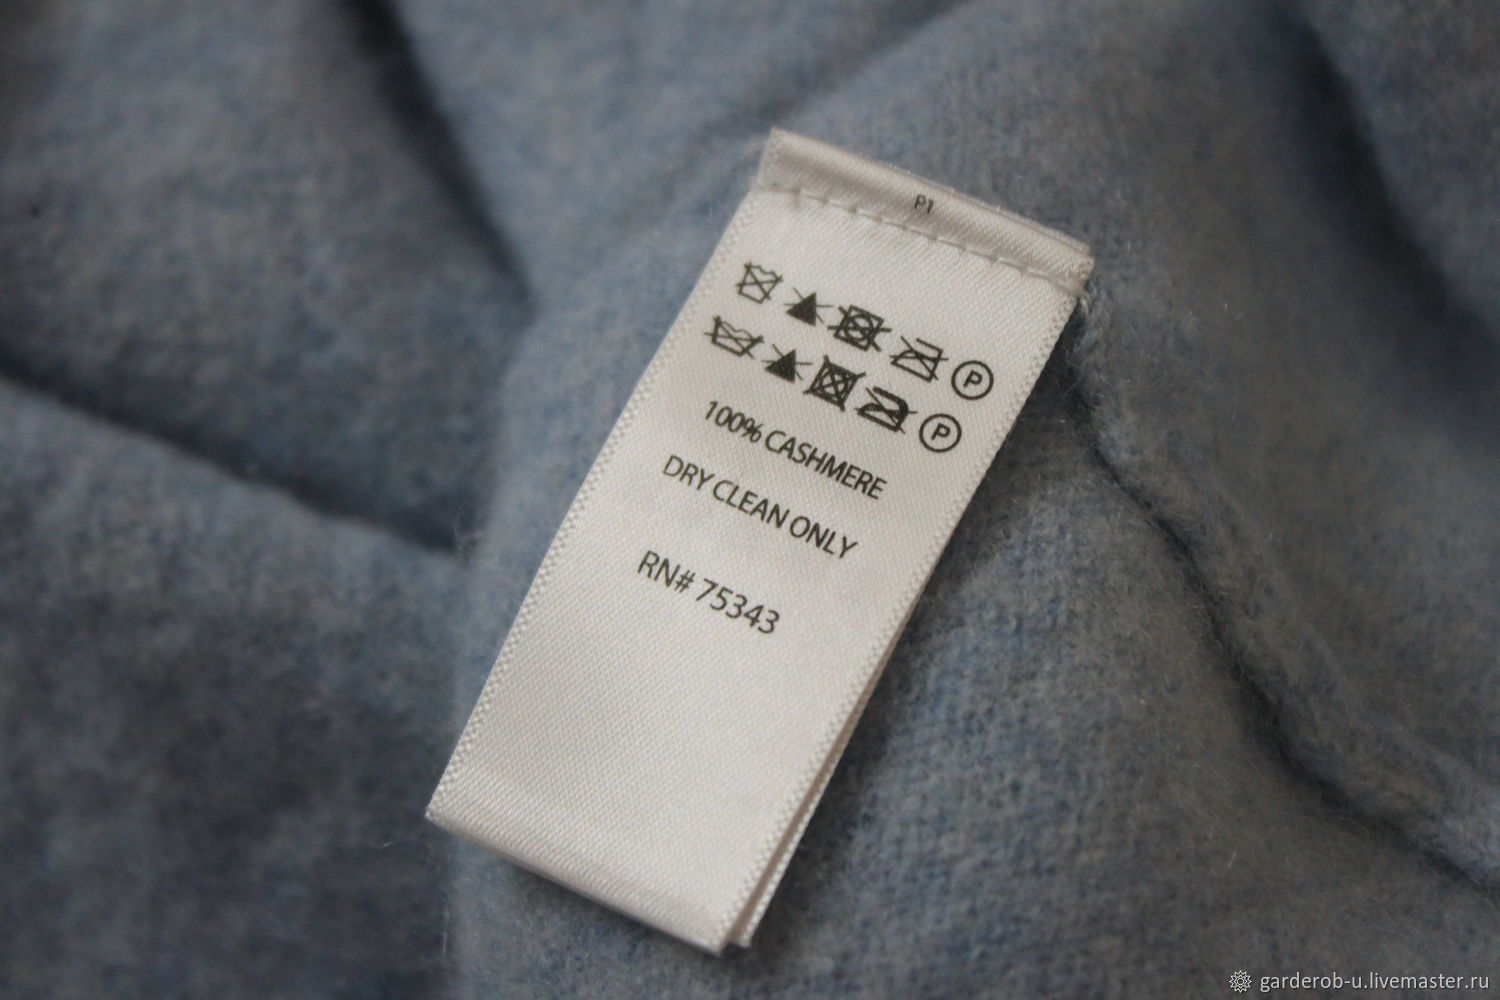 P1
P
P
100% CASHMERE
DRY CLEAN ONLY
RN# 75343
garderob-u.livemaster.ru